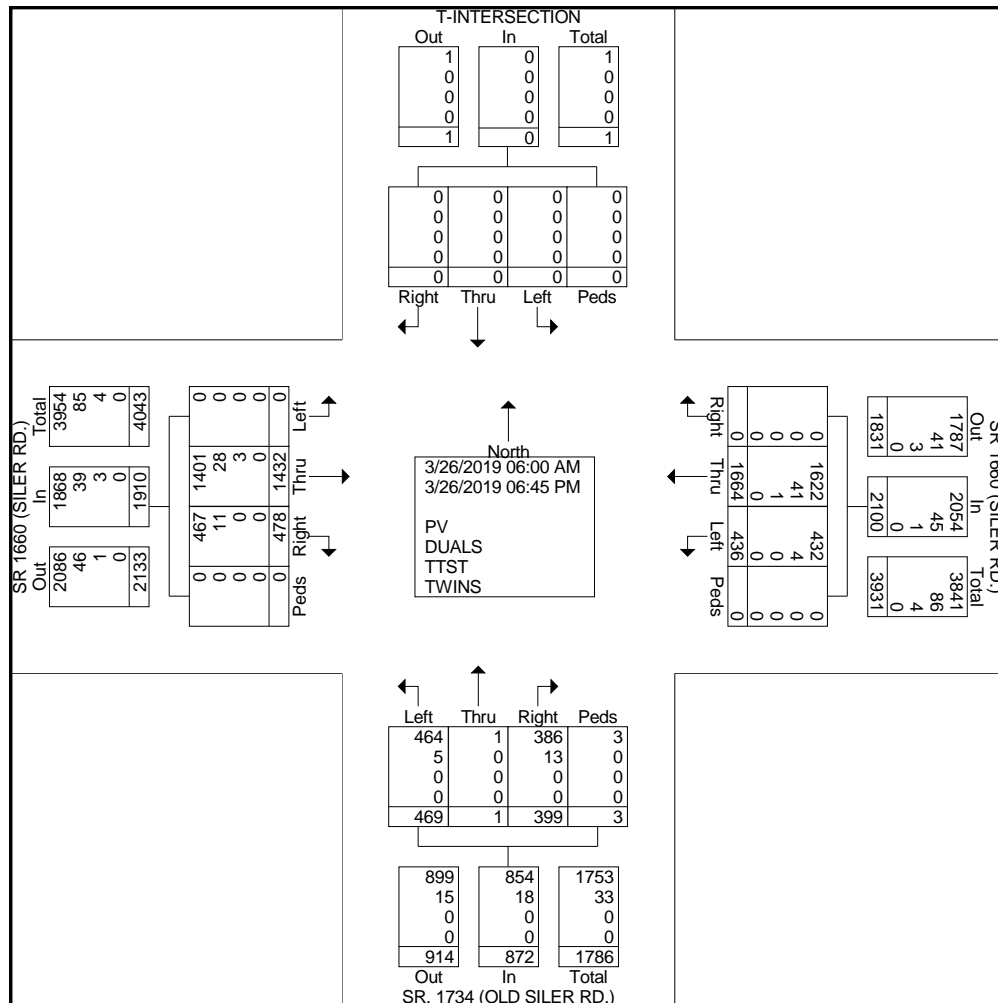 T-INTERSECTION
Out In Total
1 0 1
0 0 0
0 0 0
0 0 0
1 0 1
0 0 0 0
0 0 0 0
0 0 0 0
0 0 0 0
0 0 0 0
Right Thru Left Peds
SR 1660 (SILER RD.)
Total In Out
3954 1868 2086
85 39 46
4 3 1
0 0 0
4043 1910 2133
0 1401 467 0
0 28 11 0
0 3 0 0
0 0 0 0
0 1432 478 0
Left Thru Right Peds
North
3/26/2019 06:00 AM
3/26/2019 06:45 PM
PV
DUALS
TTST
TWINS
Right Thru Left Peds
0 1622 432 0
0 41 4 0
0 1 0 0
0 0 0 0
0 1664 436 0
SR 1660 (SILER RD.)
Out In Total
1787 2054 3841
41 45 86
3 1 4
0 0 0
1831 2100 3931
Left Thru Right Peds
464 1 386 3
5 0 13 0
0 0 0 0
0 0 0 0
469 1 399 3
899 854 1753
15 18 33
0 0 0
0 0 0
914 872 1786
Out In Total
SR. 1734 (OLD SILER RD.)